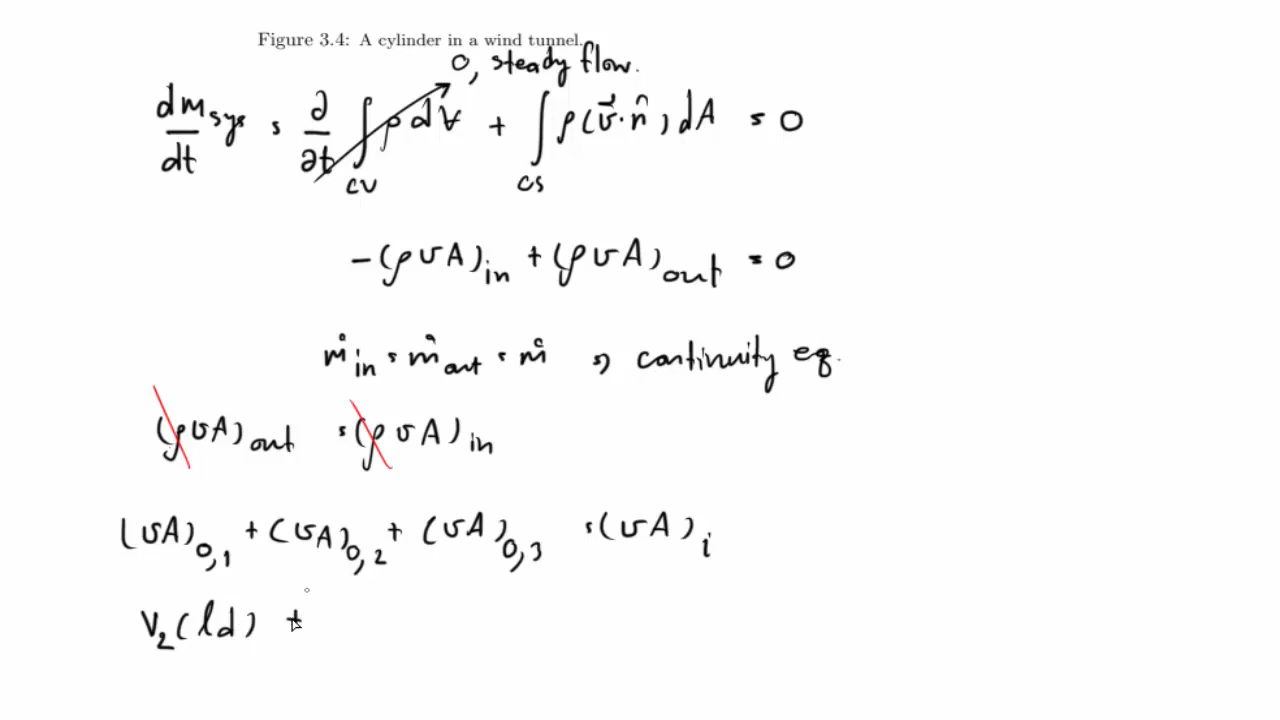 Figure 3.4: A cylinder in a wind tunnel.
0, steady flow.
dm_sys/dt = ∂/∂t ∫_CV ρ dV + ∫_CS ρ(v⃗·n̂) dA = 0
-(ρvA)_in + (ρvA)_out = 0
ṁ_in = ṁ_out = ṁ ⇒ continuity eq.
(ρvA)_out = (ρvA)_in
(vA)_0,1 + (vA)_0,2 + (vA)_0,3 = (vA)_i
V_2(ld) +